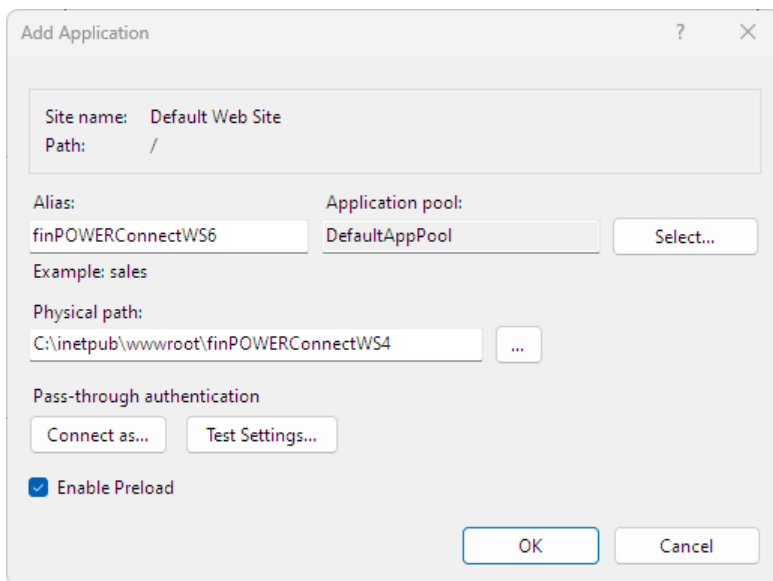 Add Application
?
Site name: Default Web Site
Path: /
Alias:
Application pool:
finPOWERConnectWS6
DefaultAppPool
Select...
Example: sales
Physical path:
C:\inetpub\wwwroot\finPOWERConnectWS4
...
Pass-through authentication
Connect as...
Test Settings...
Enable Preload
OK
Cancel